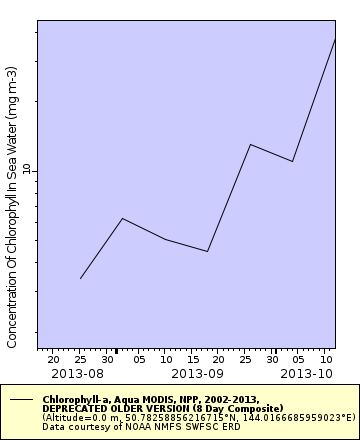 Concentration Of Chlorophyll In Sea Water (mg m-3)
10
20 25 30 05 10 15 20 25 30 05 10
2013-08 2013-09 2013-10
Chlorophyll-a, Aqua MODIS, NPP, 2002-2013,
DEPRECATED OLDER VERSION (8 Day Composite)
(Altitude=0.0 m, 50.78258856216715°N, 144.0166685959023°E)
Data courtesy of NOAA NMFS SWFSC ERD